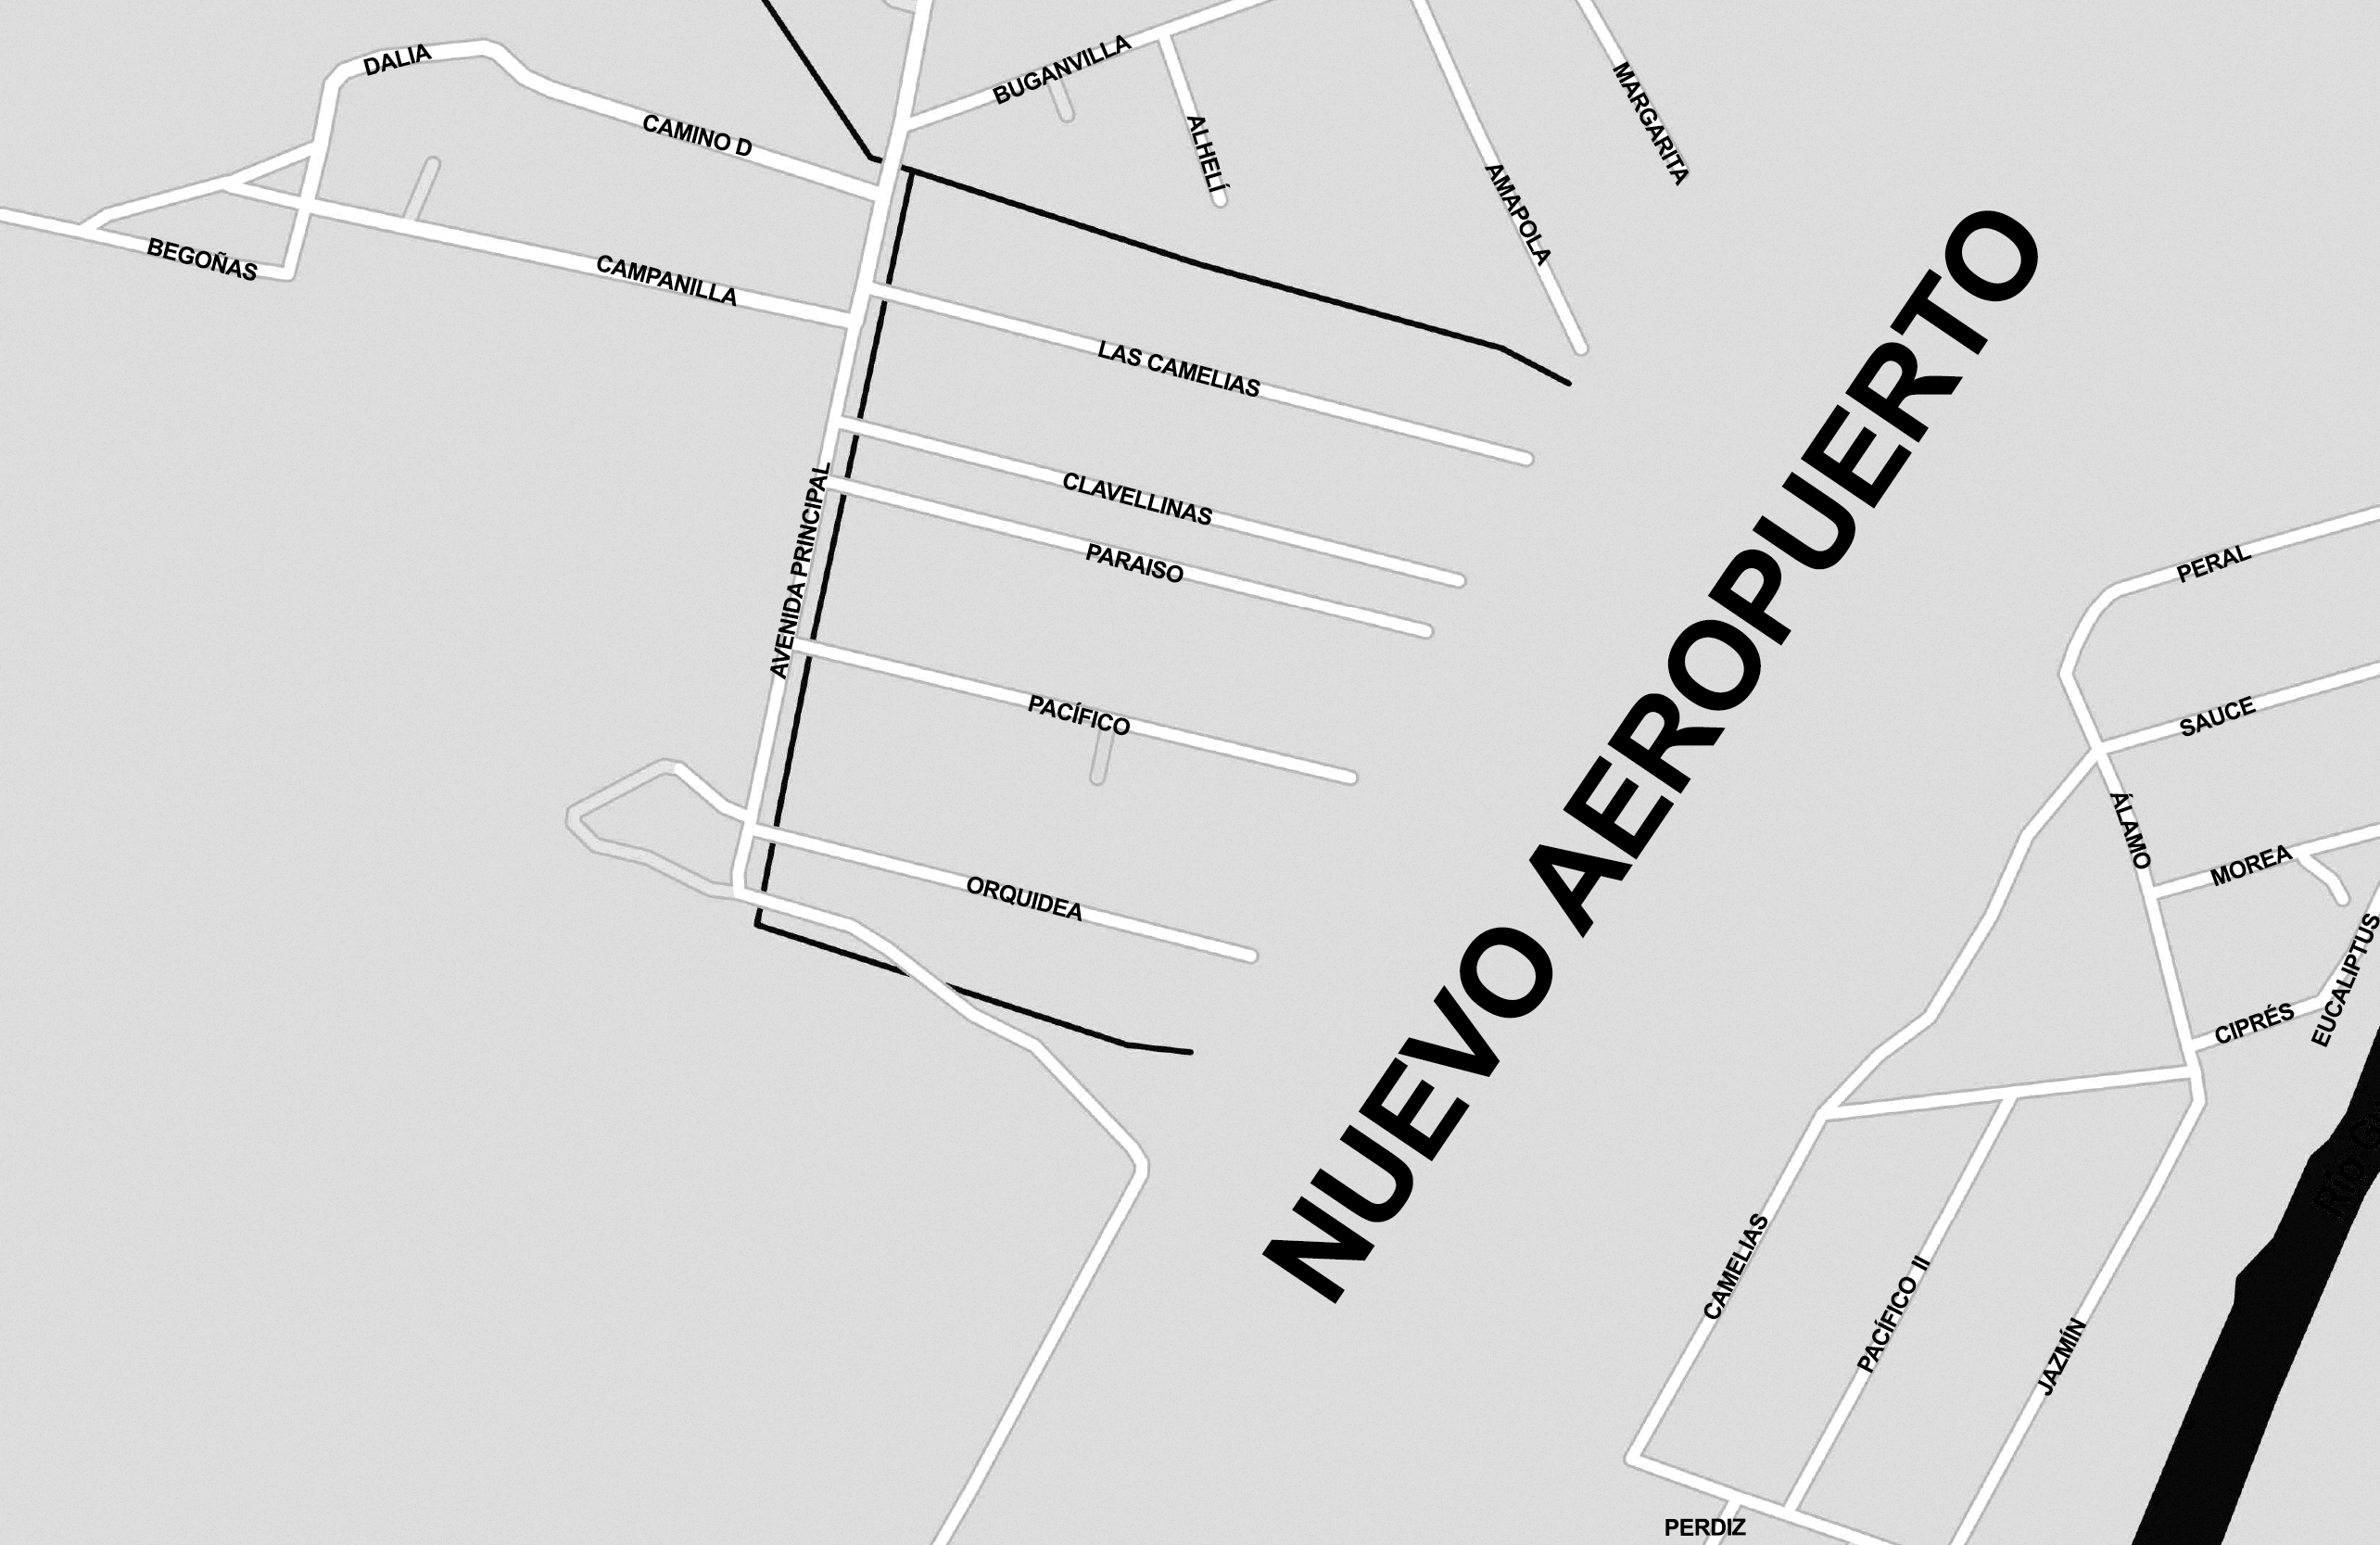 DALIA
BUGANVILLA
MARGARITA
CAMINO D
ALHELÍ
AMAPOLA
BEGOÑAS
CAMPANILLA
LAS CAMELIAS
CLAVELLINAS
AVENIDA PRINCIPAL
PARAISO
PERAL
PACÍFICO
SAUCE
NUEVO AEROPUERTO
ÁLAMO
MOREA
ORQUIDEA
EUCALIPTUS
CIPRÉS
Río
CAMELIAS
PACÍFICO II
JAZMÍN
PERDIZ